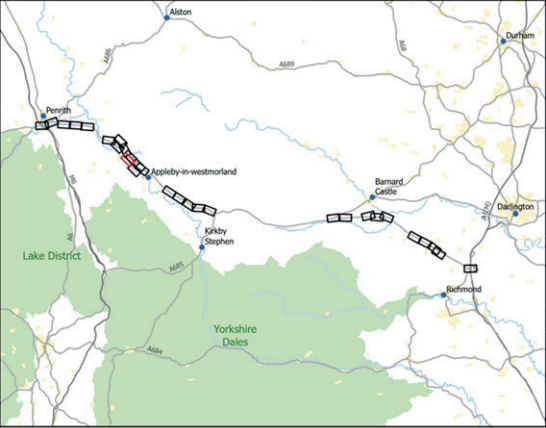 Alston
Durham
A68
A686
A689
Penrith
Appleby-in-westmorland
Barnard
Castle
M6
A1(M)
Darlington
A6
Kirkby
Stephen
Lake District
A685
Richmond
Yorkshire
Dales
A684